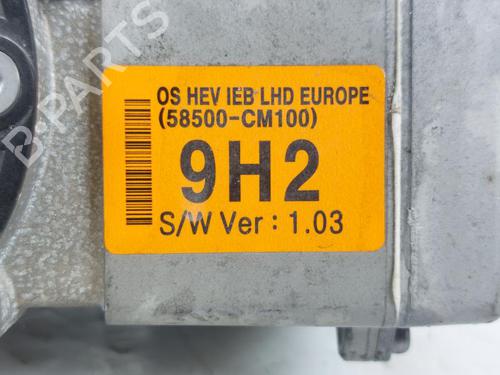 B-PARTS
OS HEV IEB LHD EUROPE
(58500-CM100)
9H2
S/W Ver : 1.03